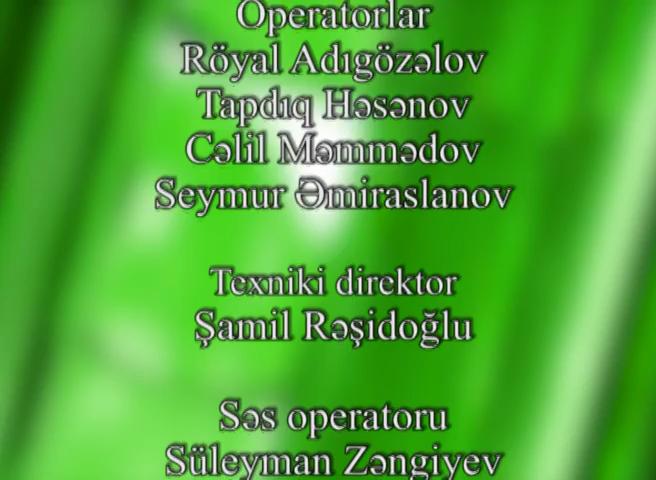 Operatorlar
Röyal Adıgözəlov
Tapdıq Həsənov
Cəlil Məmmədov
Seymur Əmiraslanov
Texniki direktor
Şamil Rəşidoğlu
Səs operatoru
Süleyman Zəngiyev